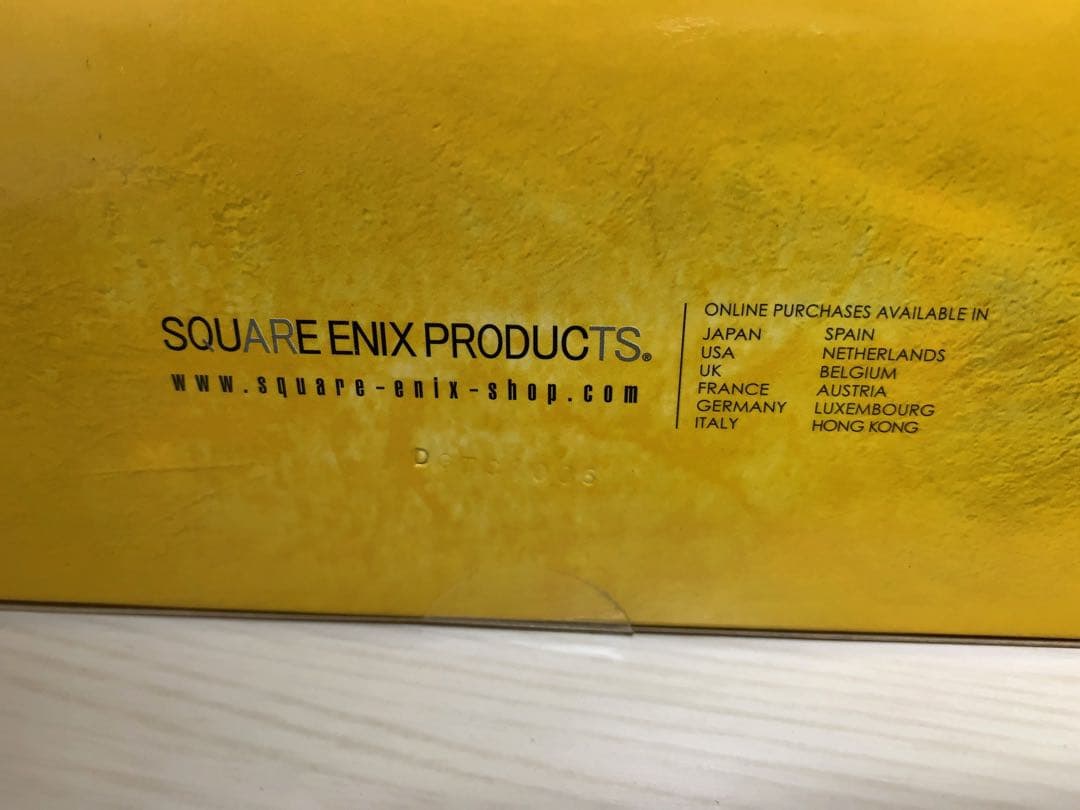 SQUARE ENIX PRODUCTS®
www.square-enix-shop.com
ONLINE PURCHASES AVAILABLE IN
JAPAN
USA
UK
FRANCE
GERMANY
ITALY
SPAIN
NETHERLANDS
BELGIUM
AUSTRIA
LUXEMBOURG
HONG KONG